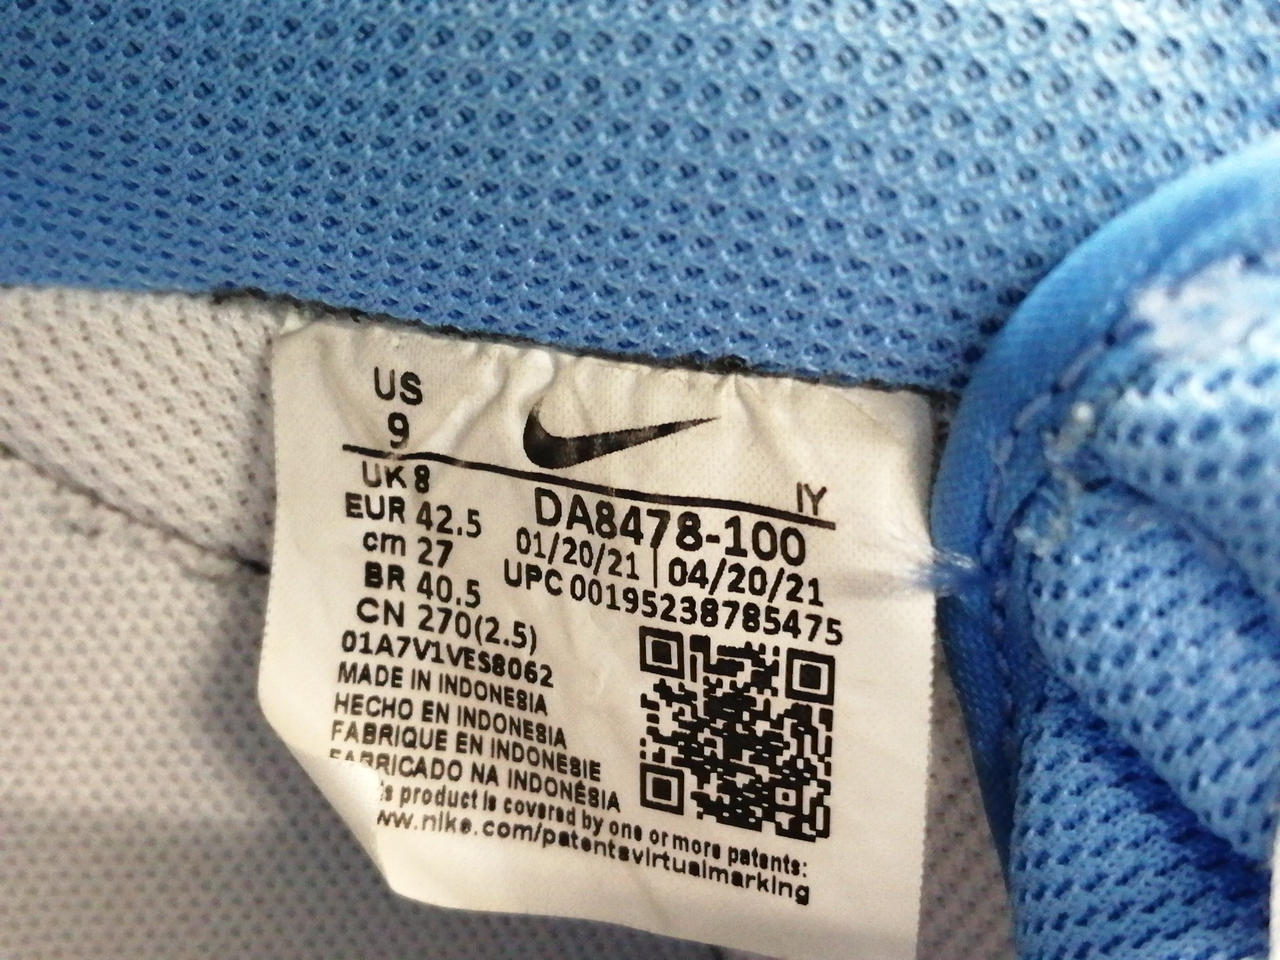 US
9
IY
UK 8
EUR 42.5
cm 27
BR 40.5
CN 270(2.5)
DA8478-100
01/20/21 | 04/20/21
UPC 00195238785475
01A7V1VES8062
MADE IN INDONESIA
HECHO EN INDONESIA
FABRIQUE EN INDONESIE
FABRICADO NA INDONÉSIA
is product is covered by one or more patents:
ww.nike.com/patentsvirtualmarking